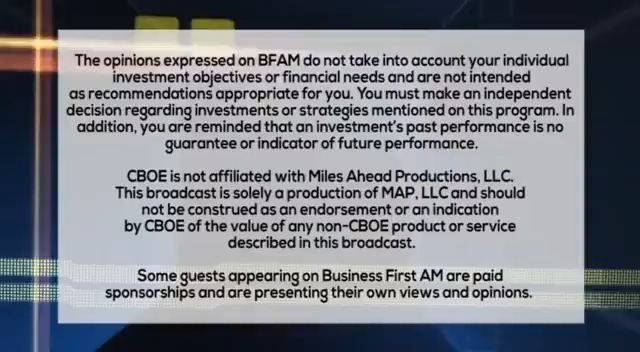 The opinions expressed on BFAM do not take into account your individual
investment objectives or financial needs and are not intended
as recommendations appropriate for you. You must make an independent
decision regarding investments or strategies mentioned on this program. In
addition, you are reminded that an investment's past performance is no
guarantee or indicator of future performance.
CBOE is not affiliated with Miles Ahead Productions, LLC.
This broadcast is solely a production of MAP, LLC and should
not be construed as an endorsement or an indication
by CBOE of the value of any non-CBOE product or service
described in this broadcast.
Some guests appearing on Business First AM are paid
sponsorships and are presenting their own views and opinions.